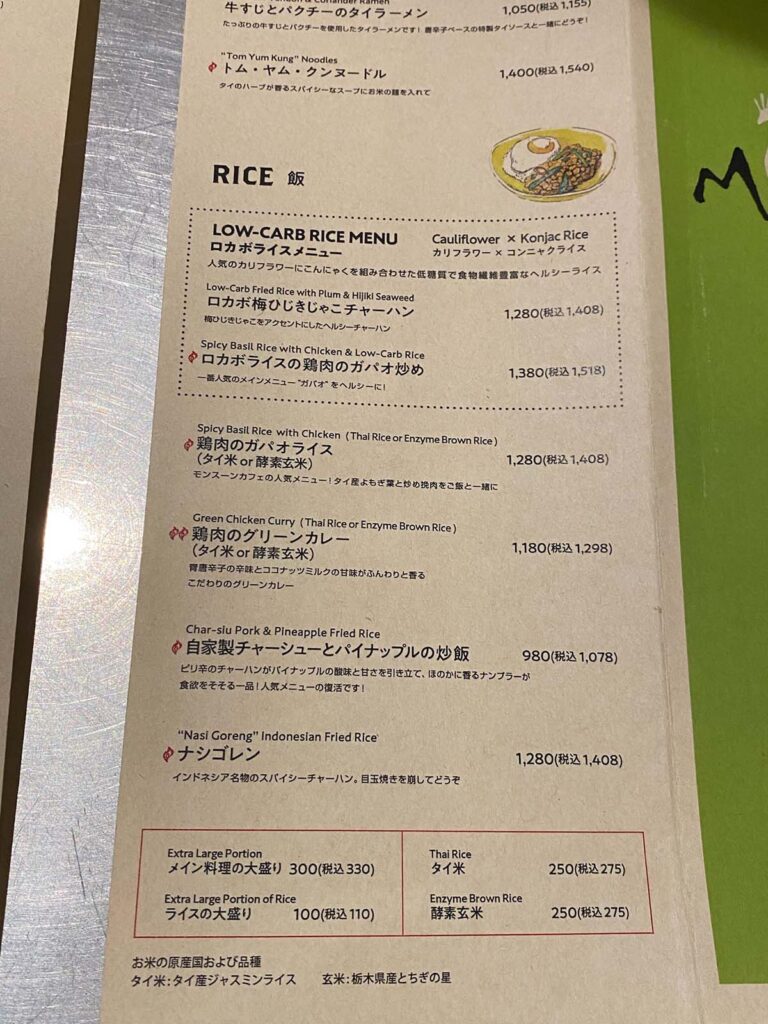 & Coriander Ramen
牛すじとパクチーのタイラーメン 1,050(税込 1,155)
たっぷりの牛すじとパクチーを使用したタイラーメンです! 唐辛子ベースの特製タイソースと一緒にどうぞ!
"Tom Yum Kung" Noodles
トム・ヤム・クンヌードル 1,400(税込 1,540)
タイのハーブが香るスパイシーなスープにお米の麺を入れて
RICE 飯
LOW-CARB RICE MENU Cauliflower × Konjac Rice
ロカボライスメニュー カリフラワー × コンニャクライス
人気のカリフラワーにこんにゃくを組み合わせた低糖質で食物繊維豊富なヘルシーライス
Low-Carb Fried Rice with Plum & Hijiki Seaweed
ロカボ梅ひじきじゃこチャーハン 1,280(税込 1,408)
梅ひじきじゃこをアクセントにしたヘルシーチャーハン
Spicy Basil Rice with Chicken & Low-Carb Rice
ロカボライスの鶏肉のガパオ炒め 1,380(税込 1,518)
一番人気のメインメニュー "ガパオ" をヘルシーに!
Spicy Basil Rice with Chicken (Thai Rice or Enzyme Brown Rice)
鶏肉のガパオライス
(タイ米 or 酵素玄米) 1,280(税込 1,408)
モンスーンカフェの人気メニュー! タイ産よもぎ葉と炒め挽肉をご飯と一緒に
Green Chicken Curry (Thai Rice or Enzyme Brown Rice)
鶏肉のグリーンカレー
(タイ米 or 酵素玄米) 1,180(税込 1,298)
青唐辛子の辛味とココナッツミルクの甘味がふんわりと香る
こだわりのグリーンカレー
Char-siu Pork & Pineapple Fried Rice
自家製チャーシューとパイナップルの炒飯 980(税込 1,078)
ピリ辛のチャーハンがパイナップルの酸味と甘さを引き立て、ほのかに香るナンプラーが
食欲をそそる一品! 人気メニューの復活です!
"Nasi Goreng" Indonesian Fried Rice
ナシゴレン 1,280(税込 1,408)
インドネシア名物のスパイシーチャーハン。目玉焼きを崩してどうぞ
Extra Large Portion
メイン料理の大盛り 300(税込 330)
Extra Large Portion of Rice
ライスの大盛り 100(税込 110)
Thai Rice
タイ米 250(税込 275)
Enzyme Brown Rice
酵素玄米 250(税込 275)
お米の原産国および品種
タイ米:タイ産ジャスミンライス 玄米:栃木県産とちぎの星